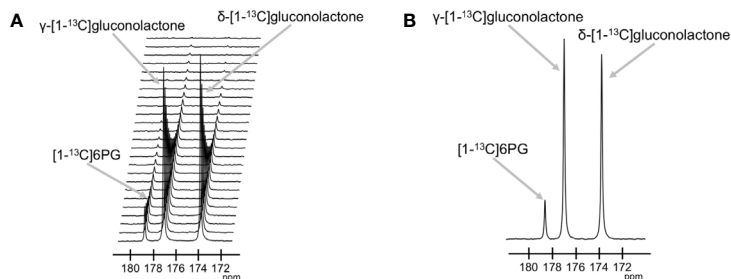 A
γ-[1-¹³C]gluconolactone
δ-[1-¹³C]gluconolactone
[1-¹³C]6PG
180 178 176 174 172
ppm
B
γ-[1-¹³C]gluconolactone
δ-[1-¹³C]gluconolactone
[1-¹³C]6PG
180 178 176 174 172
ppm